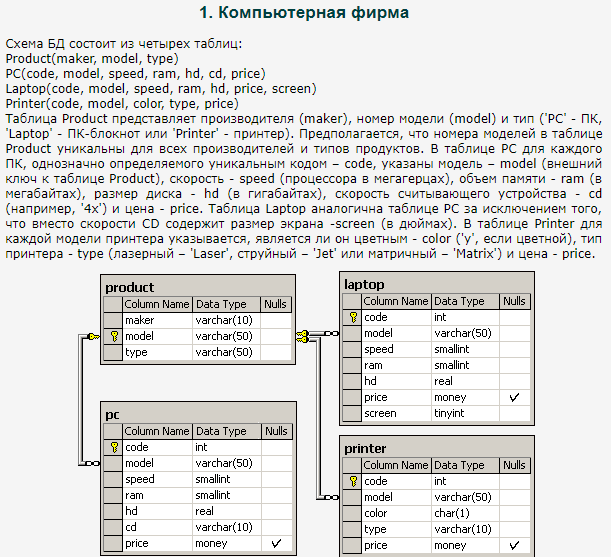 1. Компьютерная фирма
Схема БД состоит из четырех таблиц:
Product(maker, model, type)
PC(code, model, speed, ram, hd, cd, price)
Laptop(code, model, speed, ram, hd, price, screen)
Printer(code, model, color, type, price)
Таблица Product представляет производителя (maker), номер модели (model) и тип ('PC' - ПК,
'Laptop' - ПК-блокнот или 'Printer' - принтер). Предполагается, что номера моделей в таблице
Product уникальны для всех производителей и типов продуктов. В таблице PC для каждого
ПК, однозначно определяемого уникальным кодом – code, указаны модель – model (внешний
ключ к таблице Product), скорость - speed (процессора в мегагерцах), объем памяти - ram (в
мегабайтах), размер диска - hd (в гигабайтах), скорость считывающего устройства - cd
(например, '4x') и цена - price. Таблица Laptop аналогична таблице РС за исключением того,
что вместо скорости CD содержит размер экрана -screen (в дюймах). В таблице Printer для
каждой модели принтера указывается, является ли он цветным - color ('y', если цветной), тип
принтера - type (лазерный – 'Laser', струйный – 'Jet' или матричный – 'Matrix') и цена - price.
product
Column Name Data Type Nulls
maker varchar(10)
model varchar(50)
type varchar(50)
laptop
Column Name Data Type Nulls
code int
model varchar(50)
speed smallint
ram smallint
hd real
price money ✓
screen tinyint
pc
Column Name Data Type Nulls
code int
model varchar(50)
speed smallint
ram smallint
hd real
cd varchar(10)
price money ✓
printer
Column Name Data Type Nulls
code int
model varchar(50)
color char(1)
type varchar(10)
price money ✓